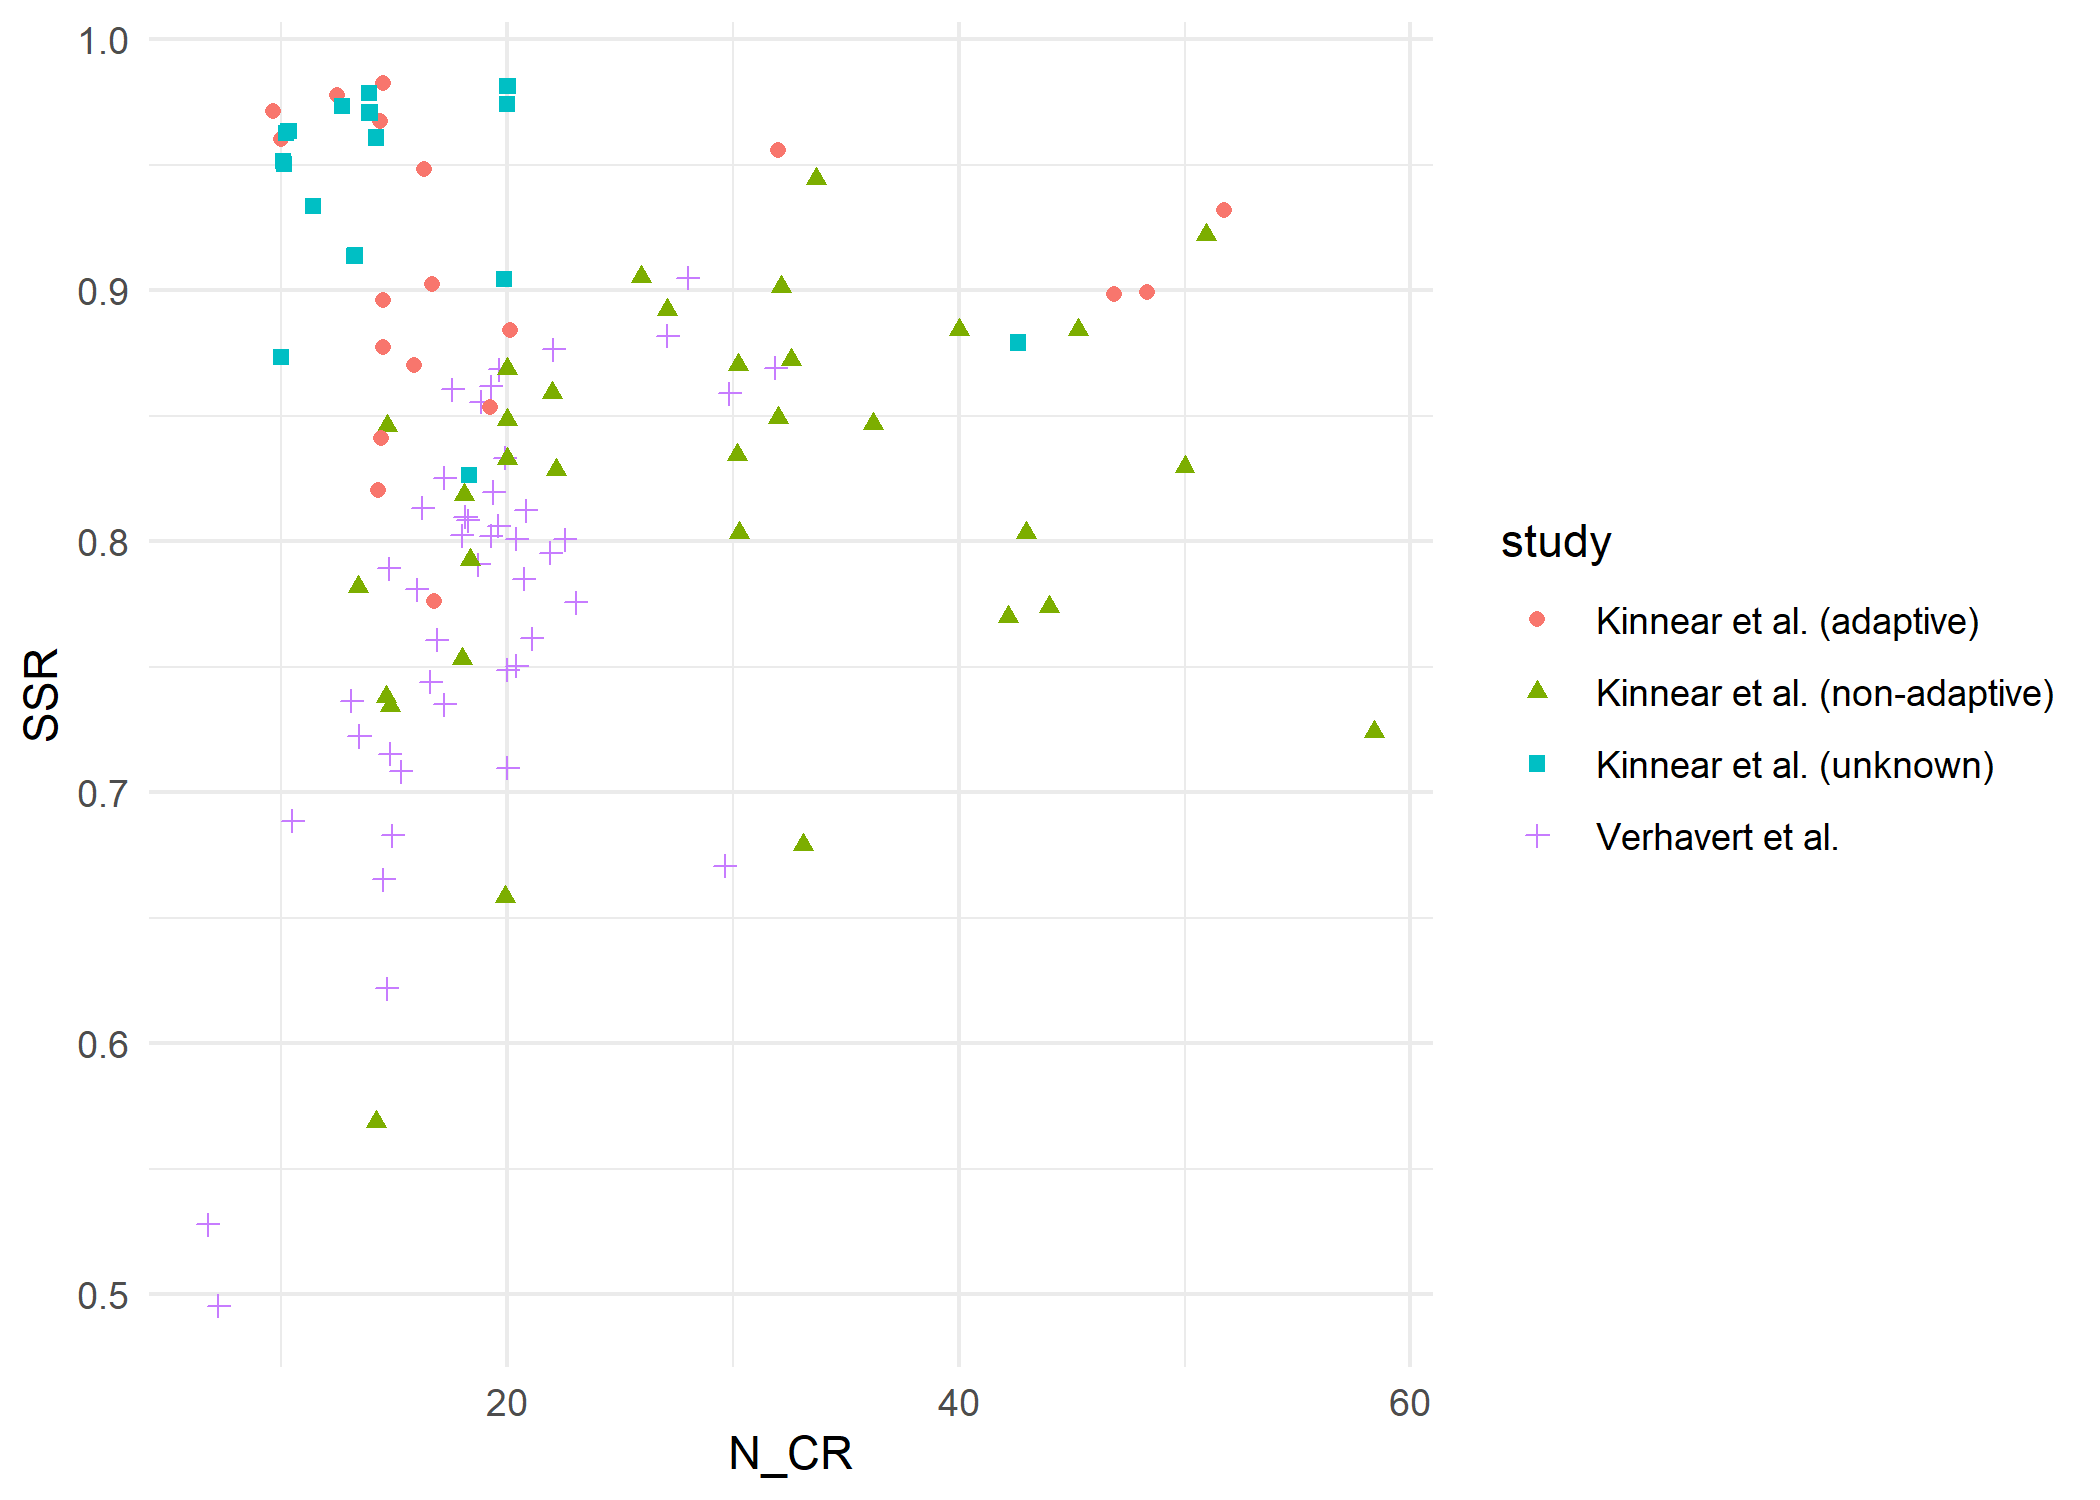 1.0
0.9
0.8
0.7
0.6
0.5
SSR
20
40
60
N_CR
study
Kinnear et al. (adaptive)
Kinnear et al. (non-adaptive)
Kinnear et al. (unknown)
Verhavert et al.